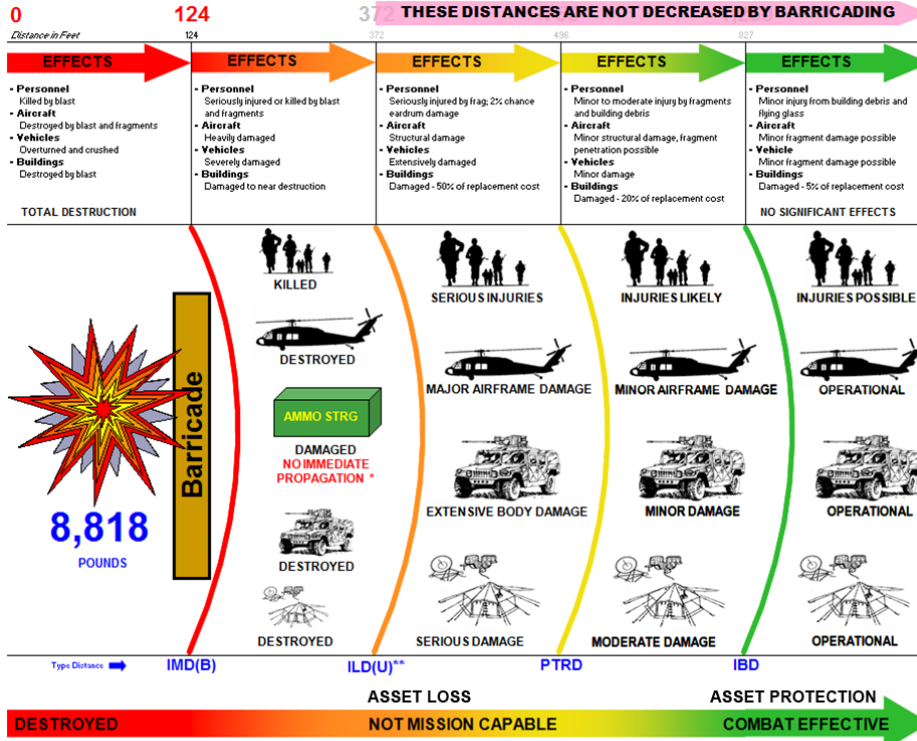 0
124
372
THESE DISTANCES ARE NOT DECREASED BY BARRICADING
Distance in Feet
124
372
496
827
EFFECTS
- Personnel
Killed by blast
- Aircraft
Destroyed by blast and fragments
- Vehicles
Overturned and crushed
- Buildings
Destroyed by blast
TOTAL DESTRUCTION
EFFECTS
- Personnel
Seriously injured or killed by blast
and fragments
- Aircraft
Heavily damaged
- Vehicles
Severely damaged
- Buildings
Damaged to near destruction
EFFECTS
- Personnel
Seriously injured by frag; 2% chance
eardrum damage
- Aircraft
Structural damage
- Vehicles
Extensively damaged
- Buildings
Damaged - 50% of replacement cost
EFFECTS
- Personnel
Minor to moderate injury by fragments
and building debris
- Aircraft
Minor structural damage, fragment
penetration possible
- Vehicles
Minor damage
- Buildings
Damaged - 20% of replacement cost
EFFECTS
- Personnel
Minor injury from building debris and
flying glass
- Aircraft
Minor fragment damage possible
- Vehicle
Minor fragment damage possible
- Buildings
Damaged - 5% of replacement cost
NO SIGNIFICANT EFFECTS
8,818
POUNDS
Barricade
KILLED
DESTROYED
AMMO STRG
DAMAGED
NO IMMEDIATE
PROPAGATION *
DESTROYED
DESTROYED
SERIOUS INJURIES
MAJOR AIRFRAME DAMAGE
EXTENSIVE BODY DAMAGE
SERIOUS DAMAGE
INJURIES LIKELY
MINOR AIRFRAME DAMAGE
MINOR DAMAGE
MODERATE DAMAGE
INJURIES POSSIBLE
OPERATIONAL
OPERATIONAL
OPERATIONAL
Type Distance
IMD(B)
ILD(U)**
PTRD
IBD
ASSET LOSS
ASSET PROTECTION
DESTROYED
NOT MISSION CAPABLE
COMBAT EFFECTIVE